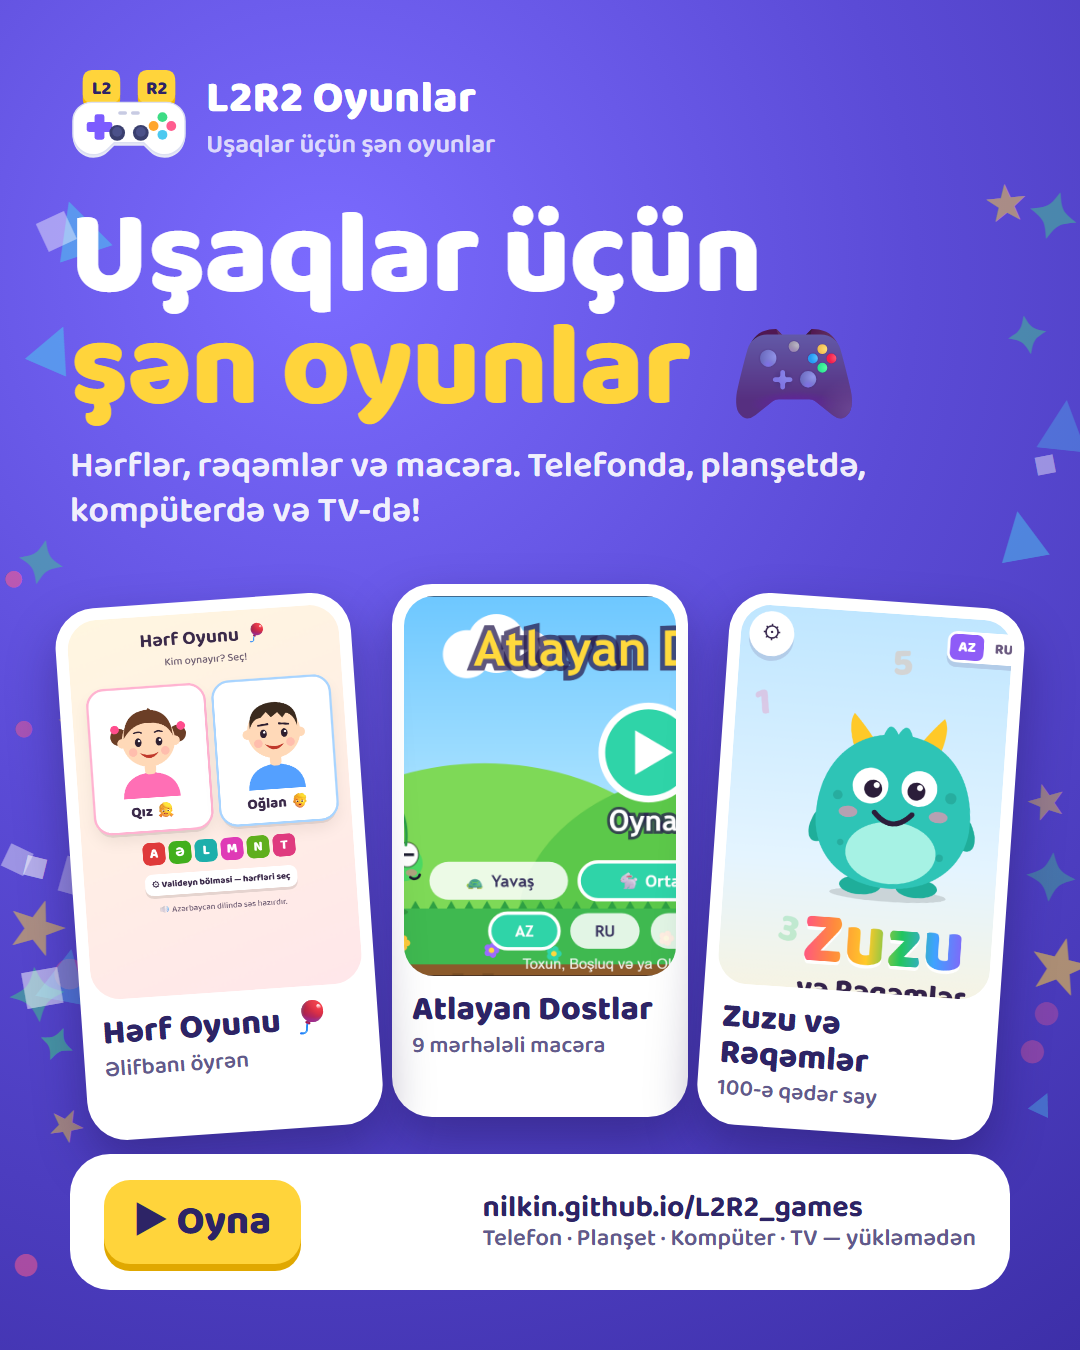 L2 R2
L2R2 Oyunlar
Uşaqlar üçün şən oyunlar
Uşaqlar üçün
şən oyunlar
Hərflər, rəqəmlər və macəra. Telefonda, planşetdə,
kompüterdə və TV-də!
Hərf Oyunu
Kim oynayır? Seç!
Qız
Oğlan
A Ə L M N T
Valideyn bölməsi — hərfləri seç
Azərbaycan dilində səs hazırdır.
Hərf Oyunu
Əlifbanı öyrən
Atlayan D
Oyna
Yavaş
Orta
AZ
RU
Toxun, Boşluq və ya Ok
Atlayan Dostlar
9 mərhələli macəra
AZ RU
5
1
3
Zuzu
və Rəqəmlər
Zuzu və
Rəqəmlər
100-ə qədər say
Oyna
nilkin.github.io/L2R2_games
Telefon · Planşet · Kompüter · TV — yükləmədən